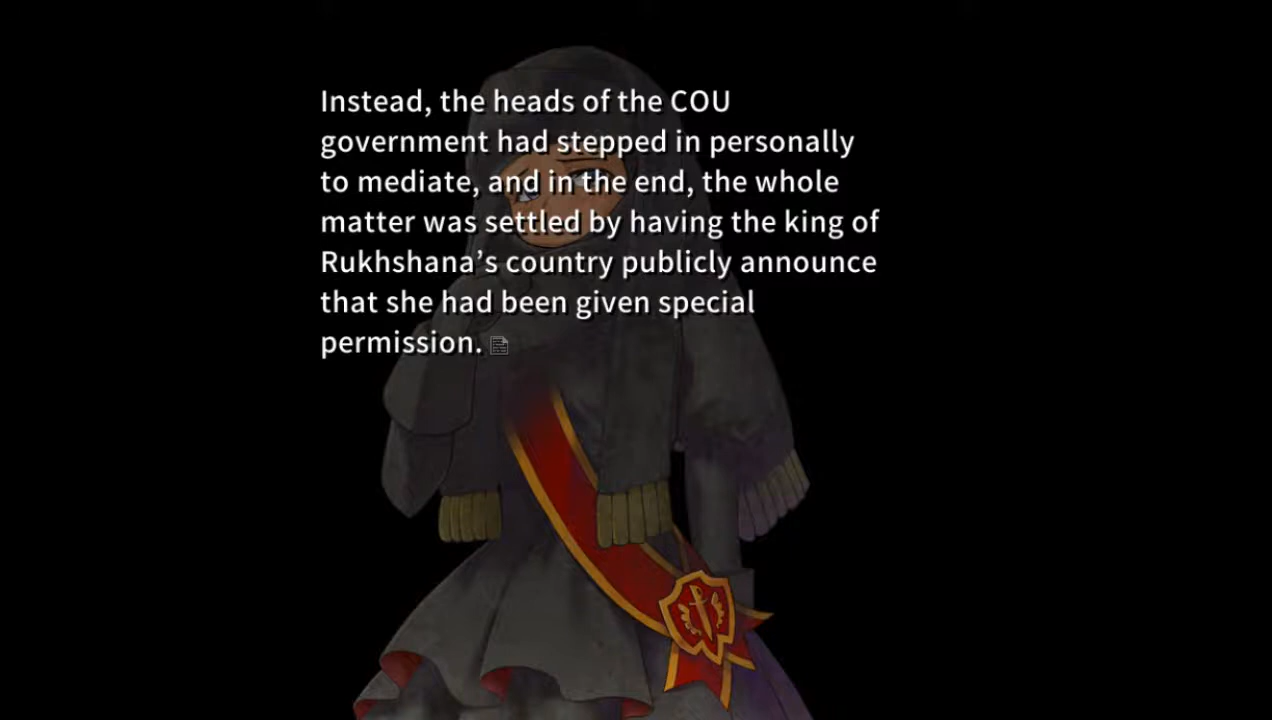 Instead, the heads of the COU
government had stepped in personally
to mediate, and in the end, the whole
matter was settled by having the king of
Rukhshana’s country publicly announce
that she had been given special
permission.